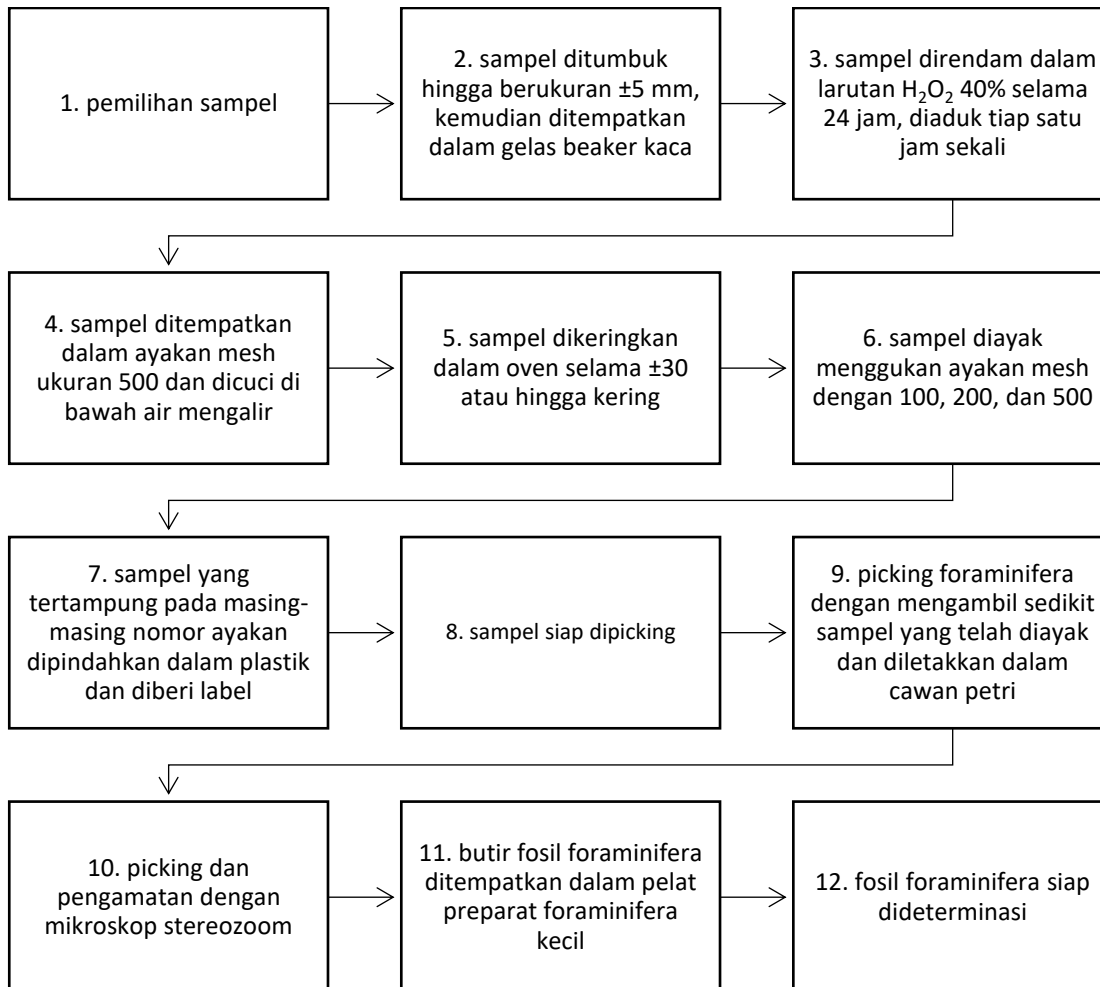 1. pemilihan sampel
2. sampel ditumbuk
hingga berukuran ±5 mm,
kemudian ditempatkan
dalam gelas beaker kaca
3. sampel direndam dalam
larutan H₂O₂ 40% selama
24 jam, diaduk tiap satu
jam sekali
4. sampel ditempatkan
dalam ayakan mesh
ukuran 500 dan dicuci di
bawah air mengalir
5. sampel dikeringkan
dalam oven selama ±30
atau hingga kering
6. sampel diayak
menggukan ayakan mesh
dengan 100, 200, dan 500
7. sampel yang
tertampung pada masing-
masing nomor ayakan
dipindahkan dalam plastik
dan diberi label
8. sampel siap dipicking
9. picking foraminifera
dengan mengambil sedikit
sampel yang telah diayak
dan diletakkan dalam
cawan petri
10. picking dan
pengamatan dengan
mikroskop stereozoom
11. butir fosil foraminifera
ditempatkan dalam pelat
preparat foraminifera
kecil
12. fosil foraminifera siap
dideterminasi